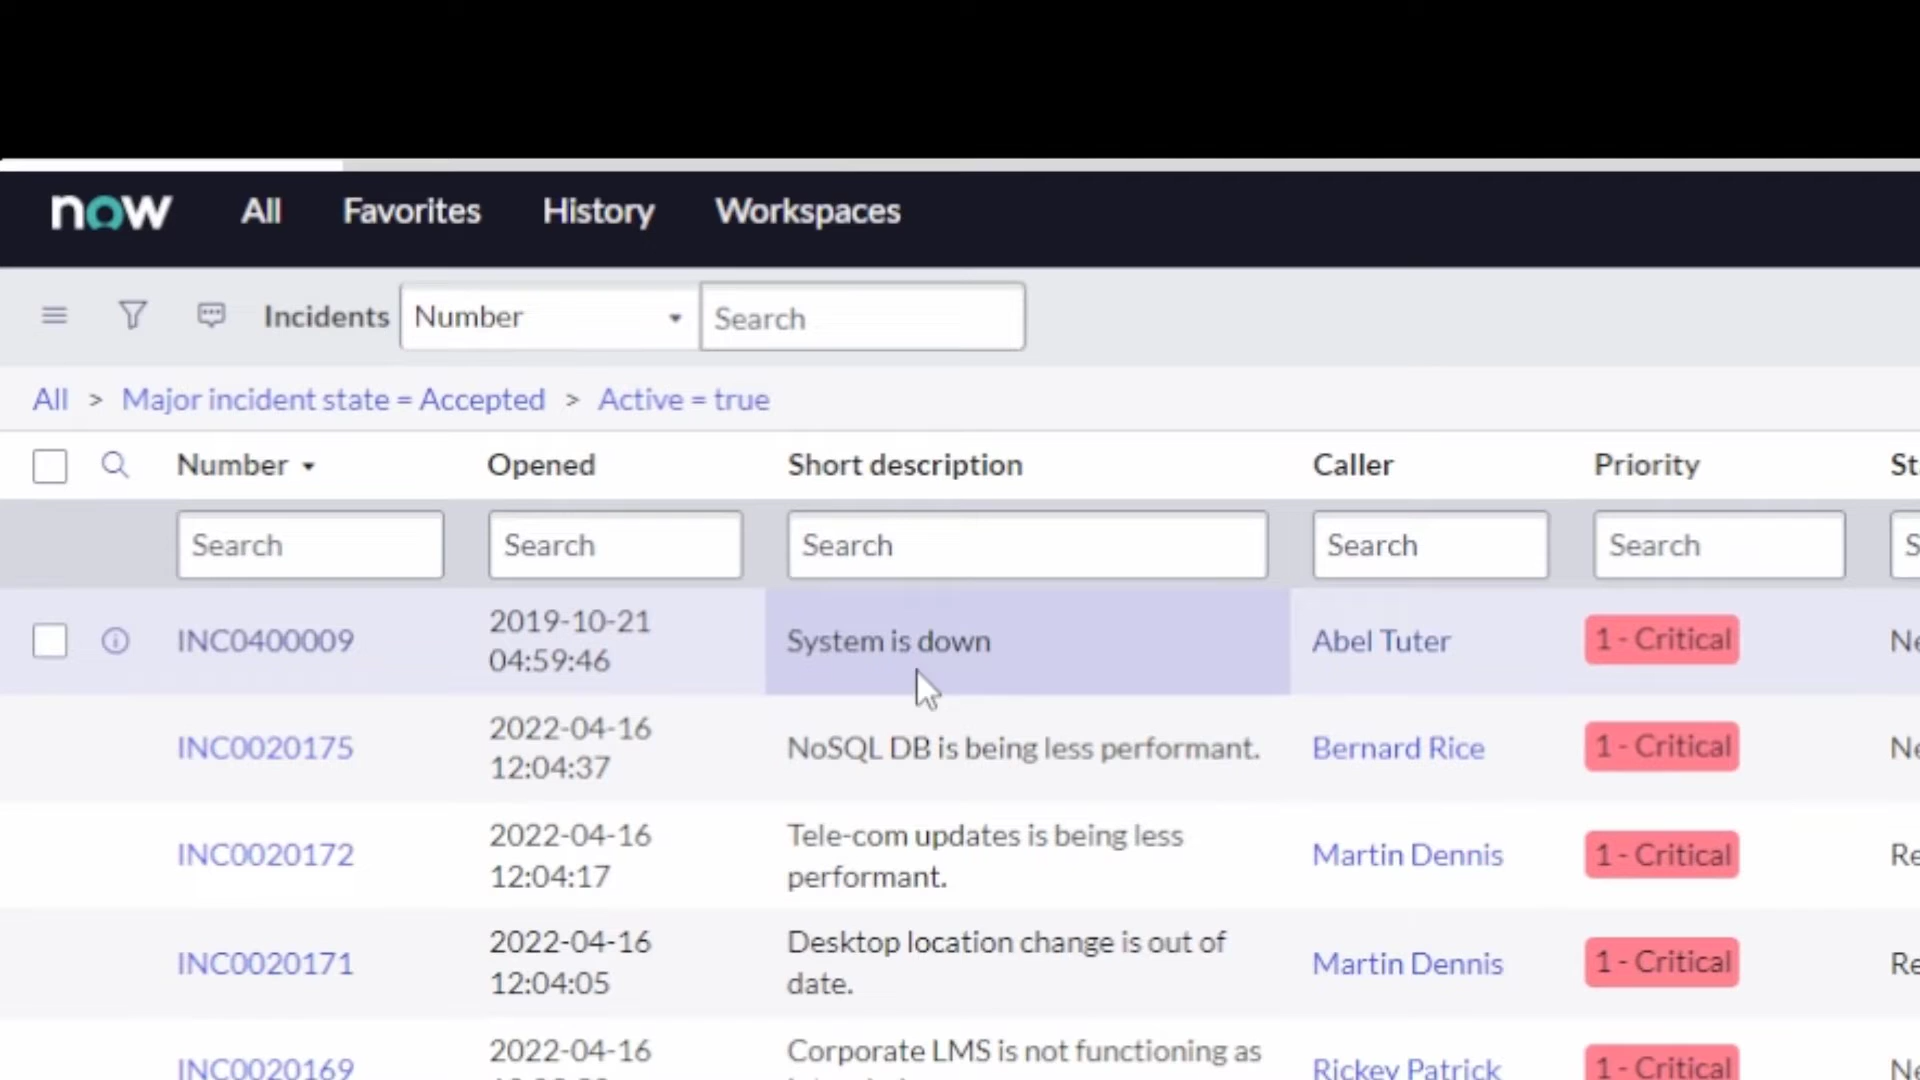 now All Favorites History Workspaces
Incidents Number Search
All > Major incident state = Accepted > Active = true
Number Opened Short description Caller Priority
Search Search Search Search Search
INC0400009 2019-10-21 04:59:46 System is down Abel Tuter 1 - Critical
INC0020175 2022-04-16 12:04:37 NoSQL DB is being less performant. Bernard Rice 1 - Critical
INC0020172 2022-04-16 12:04:17 Tele-com updates is being less performant. Martin Dennis 1 - Critical
INC0020171 2022-04-16 12:04:05 Desktop location change is out of date. Martin Dennis 1 - Critical
INC0020169 2022-04-16 Corporate LMS is not functioning as Rickey Patrick 1 - Critical